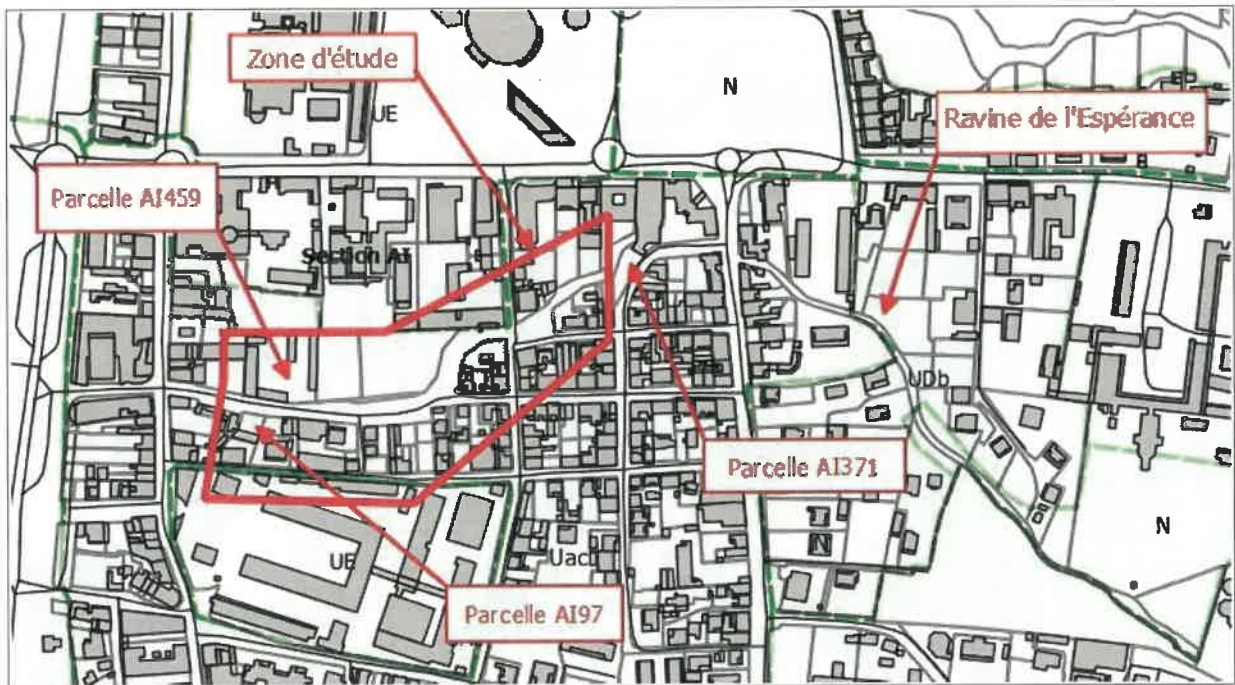 Zone d'étude
N
UE
Ravine de l'Espérance
Parcelle AI459
Section AI
UDb
Parcelle AI371
N
N
UE
Uac
Parcelle AI97